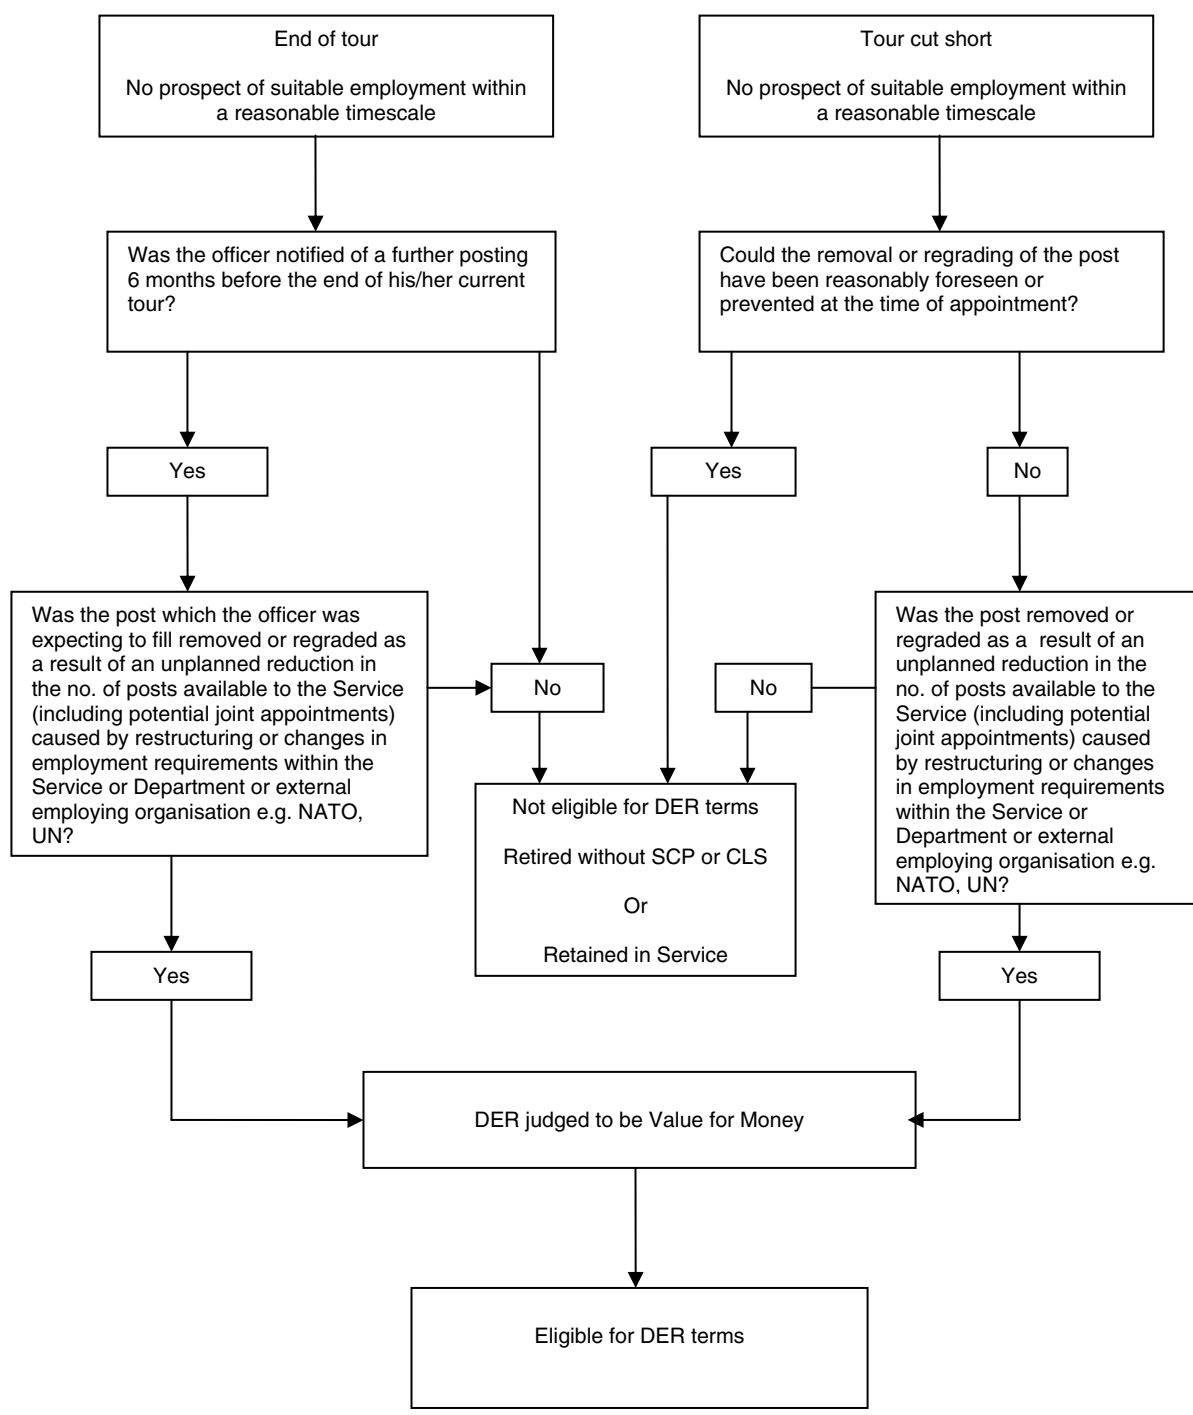 End of tour
No prospect of suitable employment within
a reasonable timescale
Tour cut short
No prospect of suitable employment within
a reasonable timescale
Was the officer notified of a further posting
6 months before the end of his/her current
tour?
Could the removal or regrading of the post
have been reasonably foreseen or
prevented at the time of appointment?
Yes
Yes
No
Was the post which the officer was
expecting to fill removed or regraded as
a result of an unplanned reduction in
the no. of posts available to the Service
(including potential joint appointments)
caused by restructuring or changes in
employment requirements within the
Service or Department or external
employing organisation e.g. NATO,
UN?
No
No
Was the post removed or
regraded as a result of an
unplanned reduction in the
no. of posts available to the
Service (including potential
joint appointments) caused
by restructuring or changes
in employment requirements
within the Service or
Department or external
employing organisation e.g.
NATO, UN?
Not eligible for DER terms
Retired without SCP or CLS
Or
Retained in Service
Yes
Yes
DER judged to be Value for Money
Eligible for DER terms